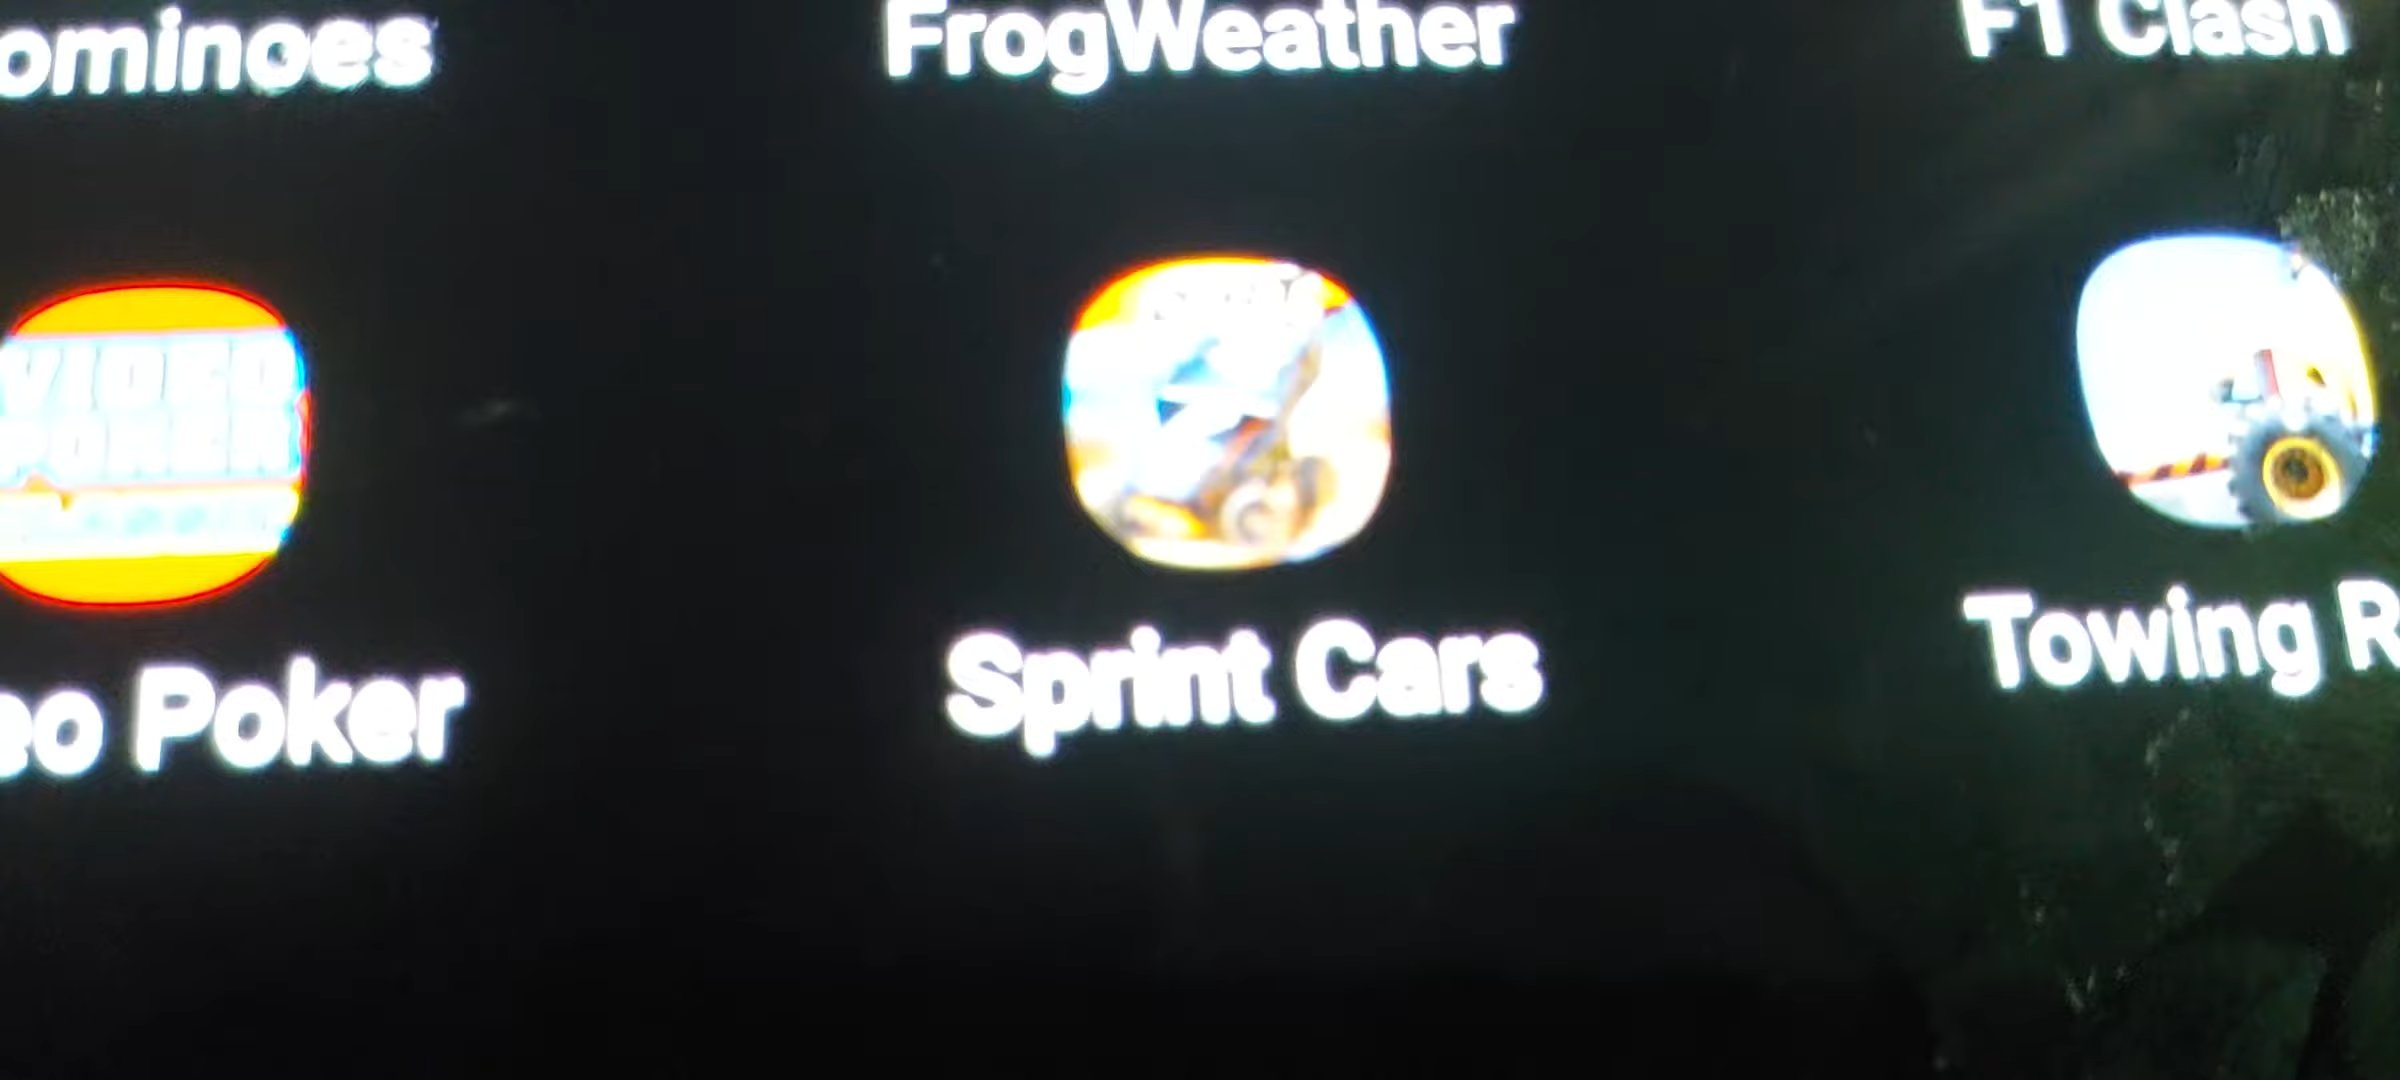 ominoes FrogWeather F1 Clash
VIDEO
POKER
eo Poker Sprint Cars Towing R